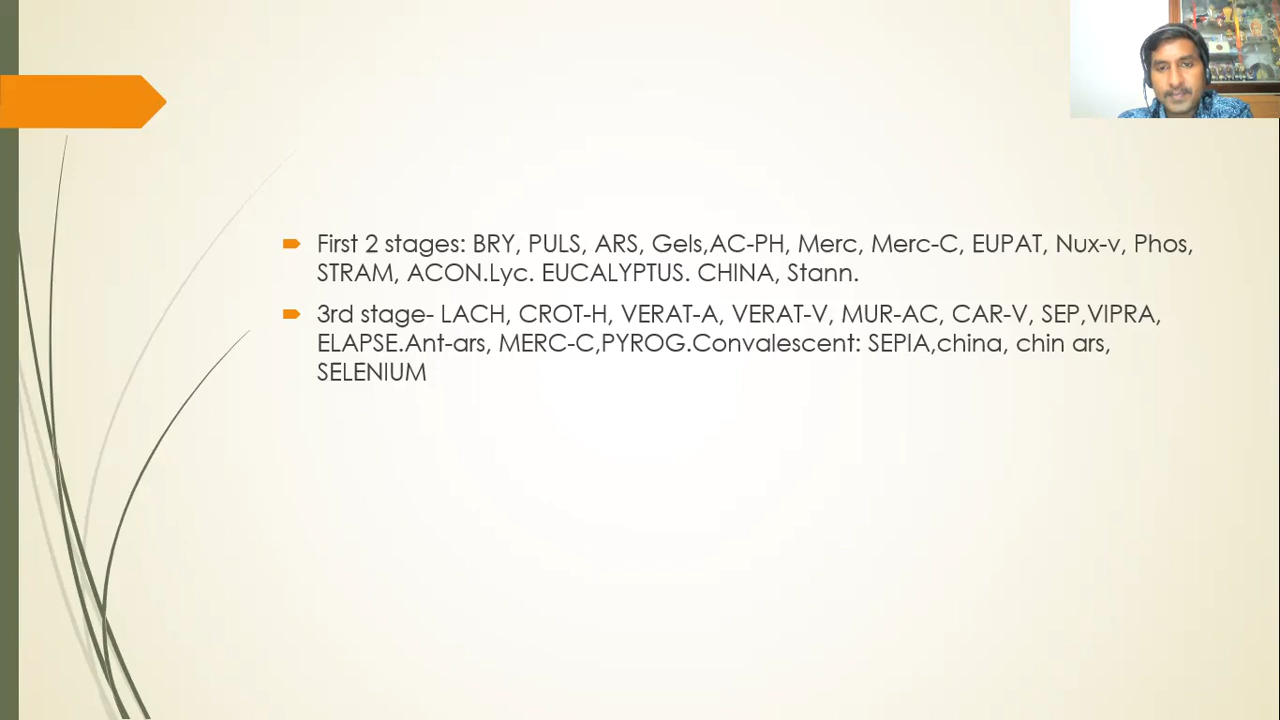 First 2 stages: BRY, PULS, ARS, Gels,AC-PH, Merc, Merc-C, EUPAT, Nux-v, Phos,
STRAM, ACON.Lyc. EUCALYPTUS. CHINA, Stann.
3rd stage- LACH, CROT-H, VERAT-A, VERAT-V, MUR-AC, CAR-V, SEP,VIPRA,
ELAPSE.Ant-ars, MERC-C,PYROG.Convalescent: SEPIA,china, chin ars,
SELENIUM